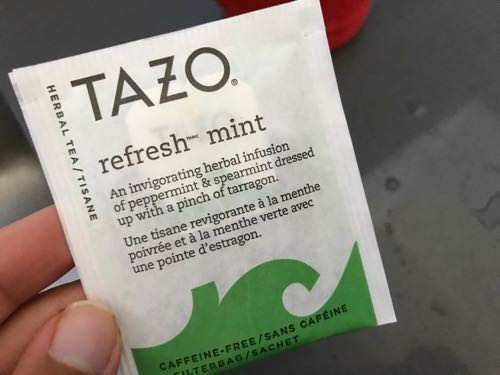 TAZO®
refresh™ mint
An invigorating herbal infusion
of peppermint & spearmint dressed
up with a pinch of tarragon.
Une tisane revigorante à la menthe
poivrée et à la menthe verte avec
une pointe d'estragon.
HERBAL TEA/TISANE
CAFFEINE-FREE/SANS CAFÉINE
FILTERBAG/SACHET